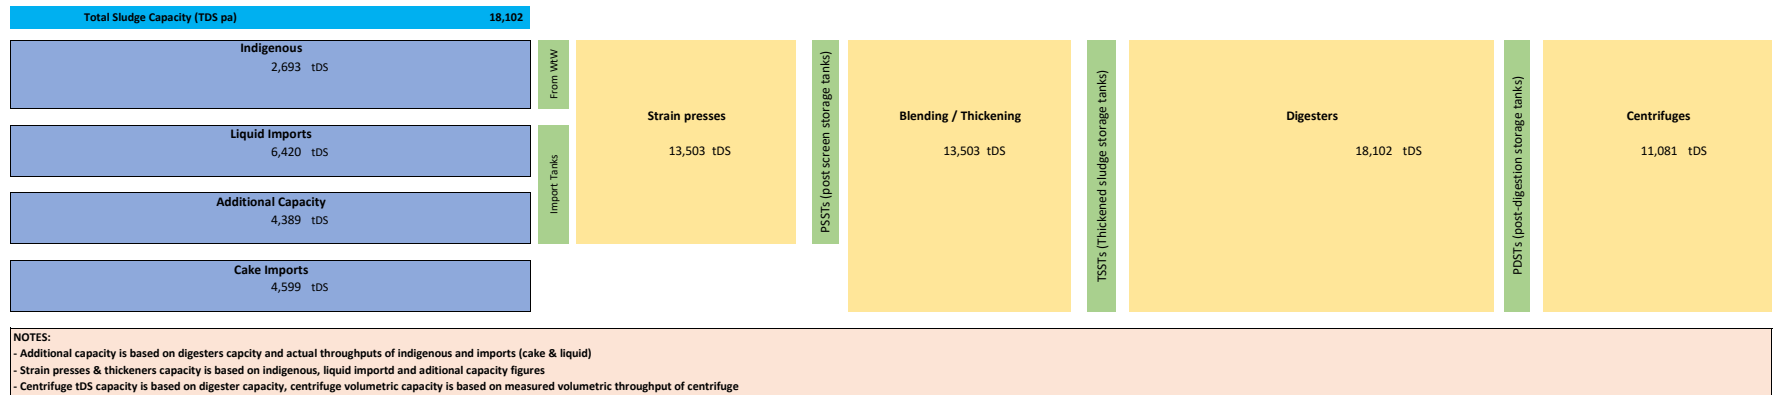 Total Sludge Capacity (TDS pa) 18,102
Indigenous
2,693 tDS
Liquid Imports
6,420 tDS
Additional Capacity
4,389 tDS
Cake Imports
4,599 tDS
From WtW
Import Tanks
Strain presses
13,503 tDS
PSSTs (post screen storage tanks)
Blending / Thickening
13,503 tDS
TSSTs (Thickened sludge storage tanks)
Digesters
18,102 tDS
PDSTs (post-digestion storage tanks)
Centrifuges
11,081 tDS
NOTES:
- Additional capacity is based on digesters capcity and actual throughputs of indigenous and imports (cake & liquid)
- Strain presses & thickeners capacity is based on indigenous, liquid importd and aditional capacity figures
- Centrifuge tDS capacity is based on digester capacity, centrifuge volumetric capacity is based on measured volumetric throughput of centrifuge